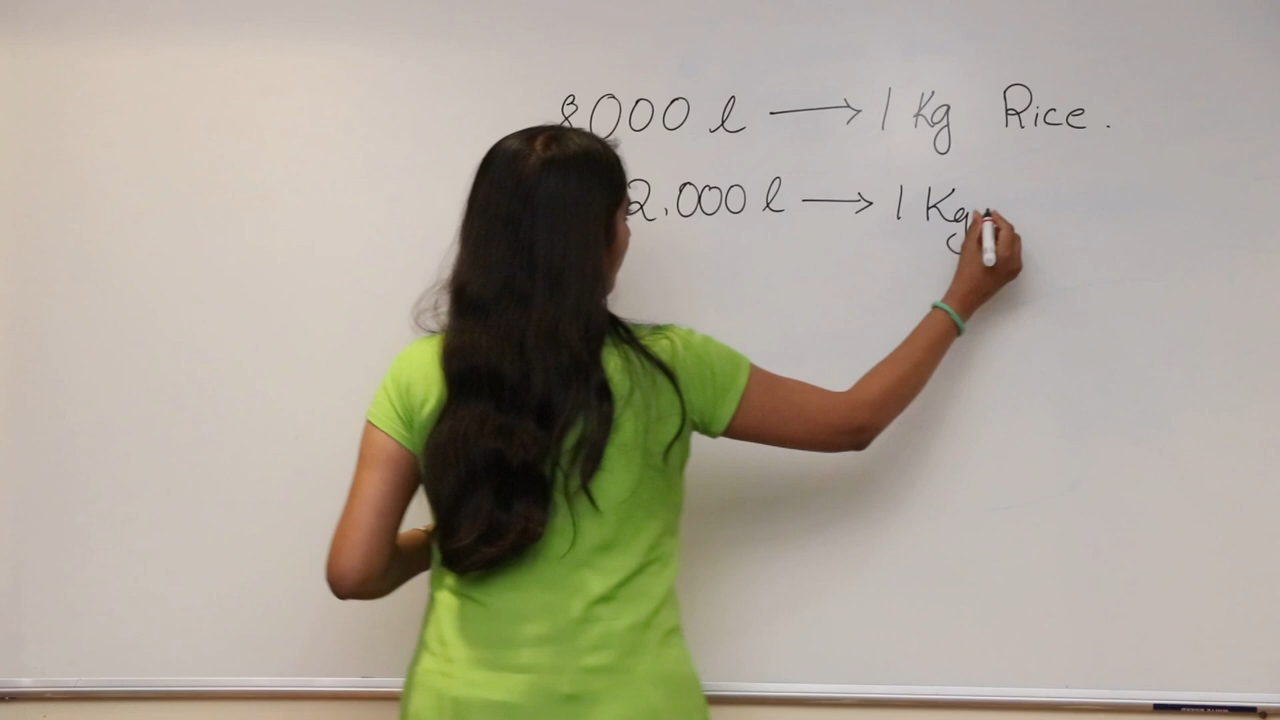 8000 l → 1 Kg Rice.
2.000 l → 1 Kg